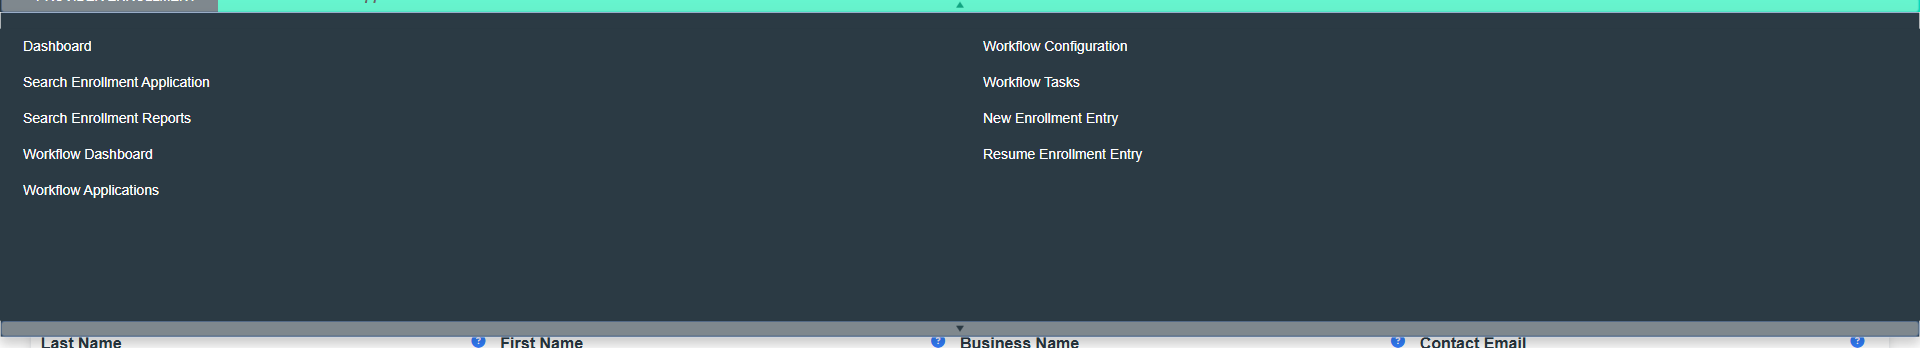 Dashboard
Search Enrollment Application
Search Enrollment Reports
Workflow Dashboard
Workflow Applications
Workflow Configuration
Workflow Tasks
New Enrollment Entry
Resume Enrollment Entry
Last Name
First Name
Business Name
Contact Email